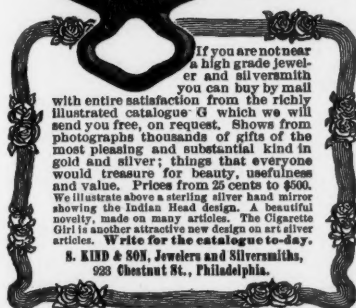 If you are not near
a high grade jewel-
er and silversmith
you can buy by mail
with entire satisfaction from the richly
illustrated catalogue G which we will
send you free, on request. Shows from
photographs thousands of gifts of the
most pleasing and substantial kind in
gold and silver; things that everyone
would treasure for beauty, usefulness
and value. Prices from 25 cents to $500.
We illustrate above a sterling silver hand mirror
showing the Indian Head design. A beautiful
novelty, made on many articles. The Cigarette
Girl is another attractive new design on art silver
articles. Write for the catalogue to-day.
S. KIND & SON, Jewelers and Silversmiths,
928 Chestnut St., Philadelphia.